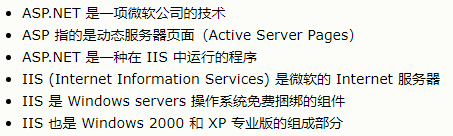 ASP.NET 是一项微软公司的技术
ASP 指的是动态服务器页面（Active Server Pages）
ASP.NET 是一种在 IIS 中运行的程序
IIS (Internet Information Services) 是微软的 Internet 服务器
IIS 是 Windows servers 操作系统免费捆绑的组件
IIS 也是 Windows 2000 和 XP 专业版的组成部分